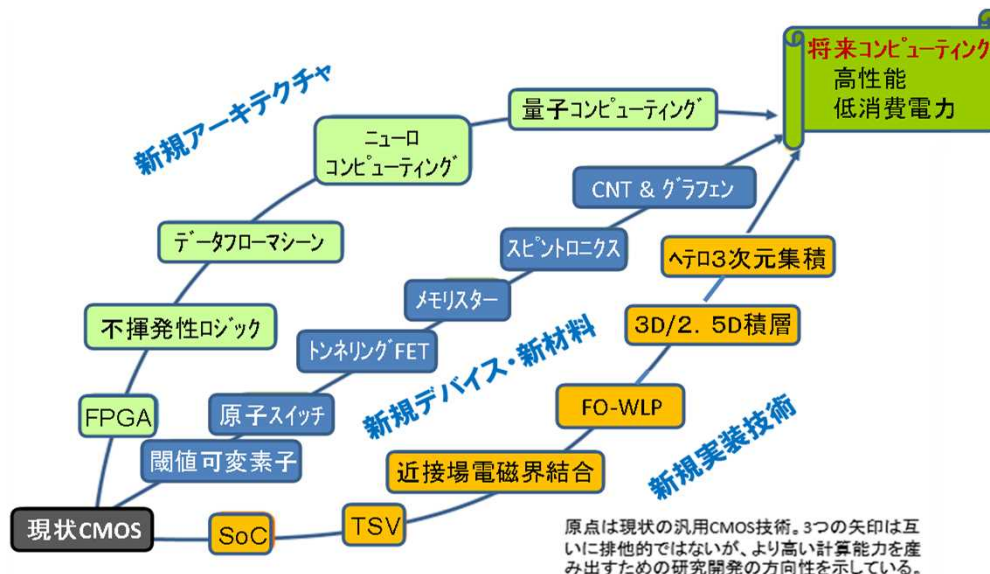 将来コンピューティング
高性能
低消費電力
新規アーキテクチャ
量子コンピューティング
ニューロ
コンピューティング
データフローマシーン
不揮発性ロジック
FPGA
CNT & グラフェン
スピントロニクス
メモリスター
トンネリングFET
原子スイッチ
閾値可変素子
新規デバイス・新材料
ヘテロ3次元集積
3D/2.5D積層
FO-WLP
近接場電磁界結合
TSV
SoC
新規実装技術
現状CMOS
原点は現状の汎用CMOS技術。3つの矢印は互
いに排他的ではないが、より高い計算能力を産
み出すための研究開発の方向性を示している。